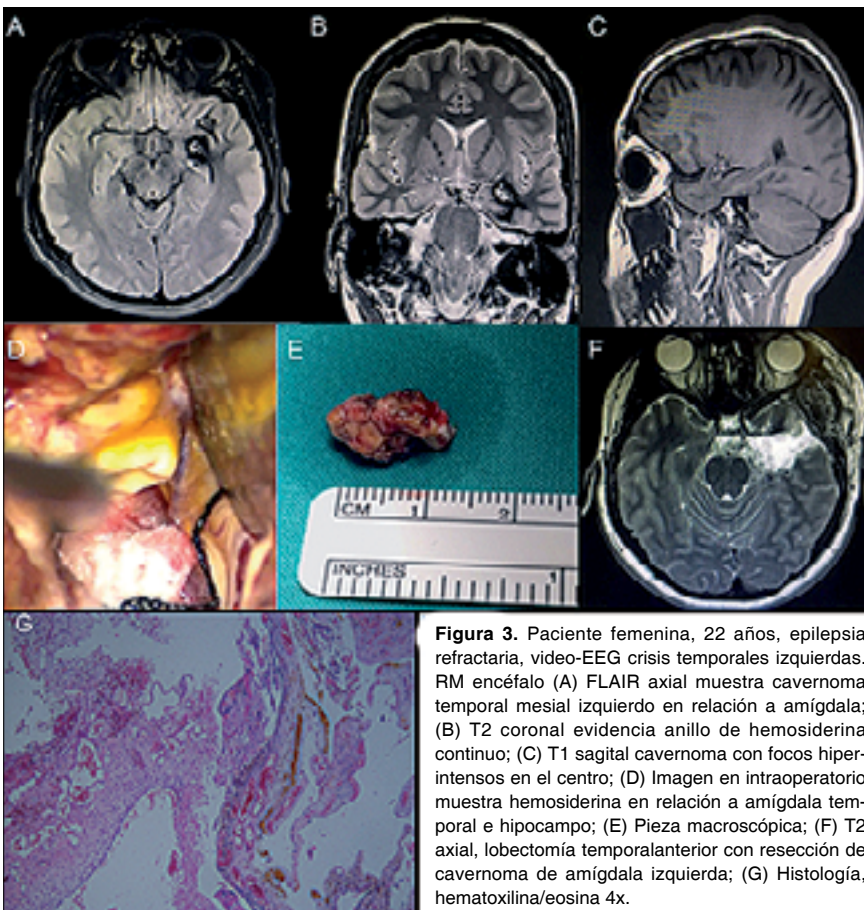 A
B
C
D
E
F
CM 1 2
INCHES 1
G
Figura 3. Paciente femenina, 22 años, epilepsia
refractaria, video-EEG crisis temporales izquierdas.
RM encéfalo (A) FLAIR axial muestra cavernoma
temporal mesial izquierdo en relación a amígdala;
(B) T2 coronal evidencia anillo de hemosiderina
continuo; (C) T1 sagital cavernoma con focos hiper-
intensos en el centro; (D) Imagen en intraoperatorio
muestra hemosiderina en relación a amígdala tem-
poral e hipocampo; (E) Pieza macroscópica; (F) T2
axial, lobectomía temporalanterior con resección de
cavernoma de amígdala izquierda; (G) Histología,
hematoxilina/eosina 4x.